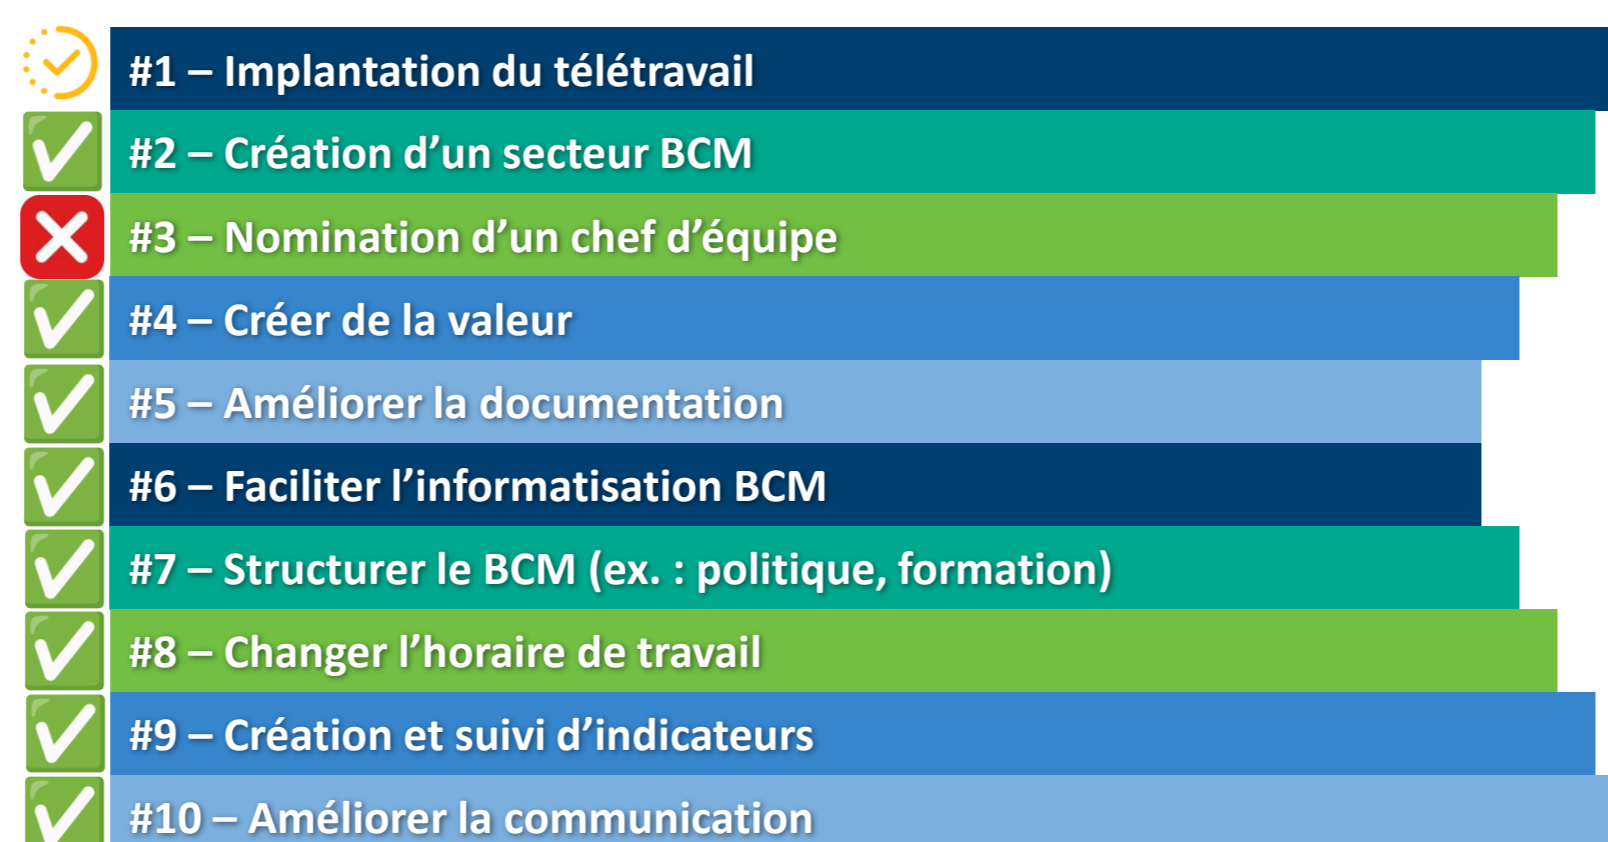 #1 – Implantation du télétravail
#2 – Création d’un secteur BCM
#3 – Nomination d’un chef d’équipe
#4 – Créer de la valeur
#5 – Améliorer la documentation
#6 – Faciliter l’informatisation BCM
#7 – Structurer le BCM (ex. : politique, formation)
#8 – Changer l’horaire de travail
#9 – Création et suivi d’indicateurs
#10 – Améliorer la communication